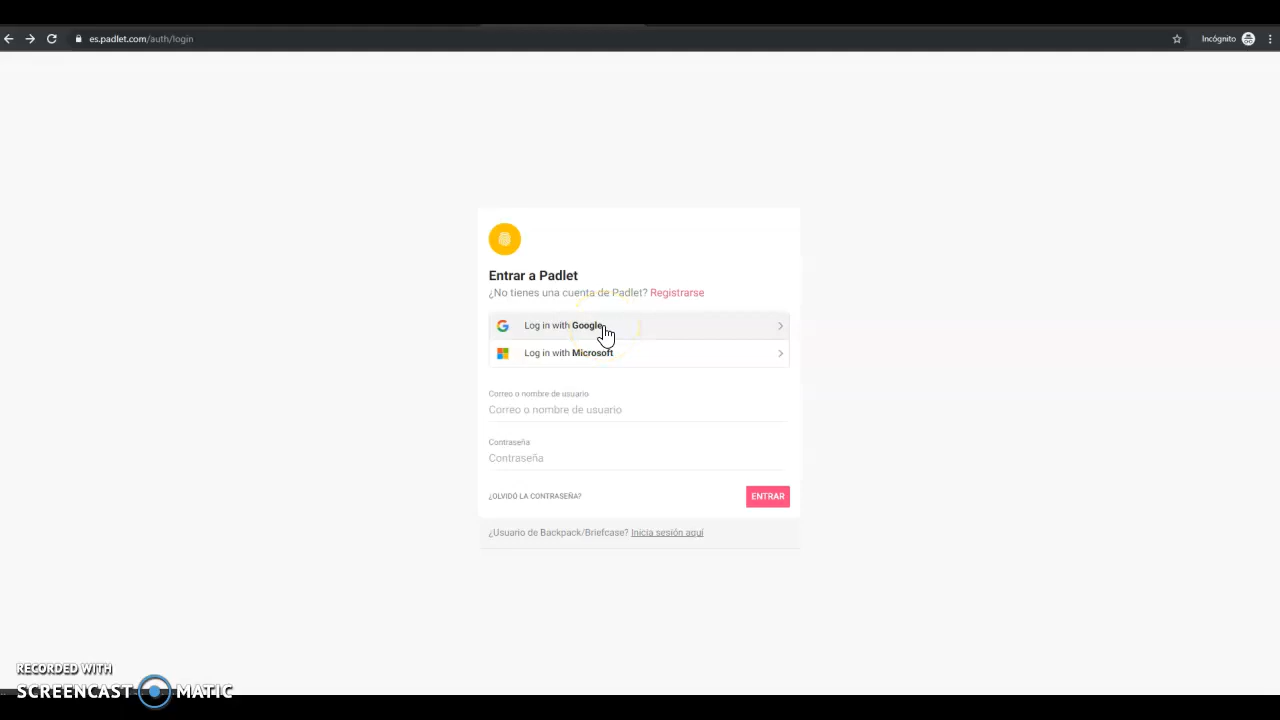 es.padlet.com/auth/login
Incógnito
Entrar a Padlet
¿No tienes una cuenta de Padlet? Registrarse
Log in with Google
Log in with Microsoft
Correo o nombre de usuario
Correo o nombre de usuario
Contraseña
Contraseña
¿OLVIDÓ LA CONTRASEÑA?
ENTRAR
¿Usuario de Backpack/Briefcase? Inicia sesión aquí
RECORDED WITH
SCREENCAST MATIC